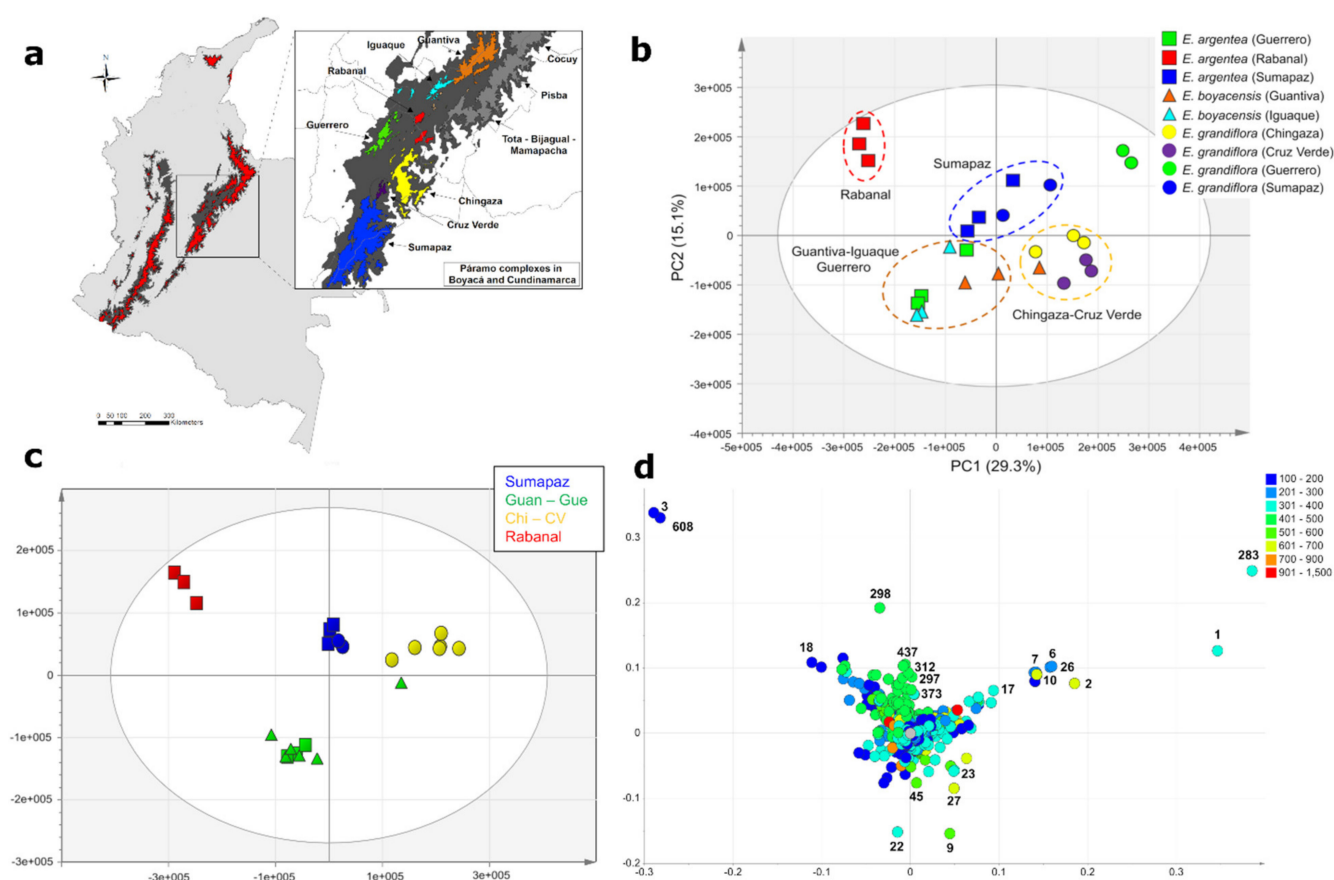 a
N
Iguaque
Guantiva
Cocuy
Rabanal
Pisba
Guerrero
Tota - Bijagual -
Mamapacha
Chingaza
Cruz Verde
Sumapaz
Páramo complexes in
Boyacá and Cundinamarca
0 50 100 200 300
Kilometers
b
E. argentea (Guerrero)
E. argentea (Rabanal)
E. argentea (Sumapaz)
E. boyacensis (Guantiva)
E. boyacensis (Iguaque)
E. grandiflora (Chingaza)
E. grandiflora (Cruz Verde)
E. grandiflora (Guerrero)
E. grandiflora (Sumapaz)
3e+005
2e+005
1e+005
0
-1e+005
-2e+005
-3e+005
-4e+005
PC2 (15.1%)
Sumapaz
Rabanal
Guantiva-Iguaque
Guerrero
Chingaza-Cruz Verde
-5e+005 -4e+005 -3e+005 -2e+005 -1e+005 0 1e+005 2e+005 3e+005 4e+005
PC1 (29.3%)
c
Sumapaz
Guan – Gue
Chi – CV
Rabanal
2e+005
1e+005
0
-1e+005
-2e+005
-3e+005
-3e+005 -1e+005 1e+005 3e+005
d
100 - 200
201 - 300
301 - 400
401 - 500
501 - 600
601 - 700
700 - 900
901 - 1,500
0.3
0.2
0.1
0
-0.1
-0.2
3
608
283
298
1
18
437
312
297
373
7
6
26
10
2
17
23
45
27
22
9
-0.3 -0.2 -0.1 0 0.1 0.2 0.3